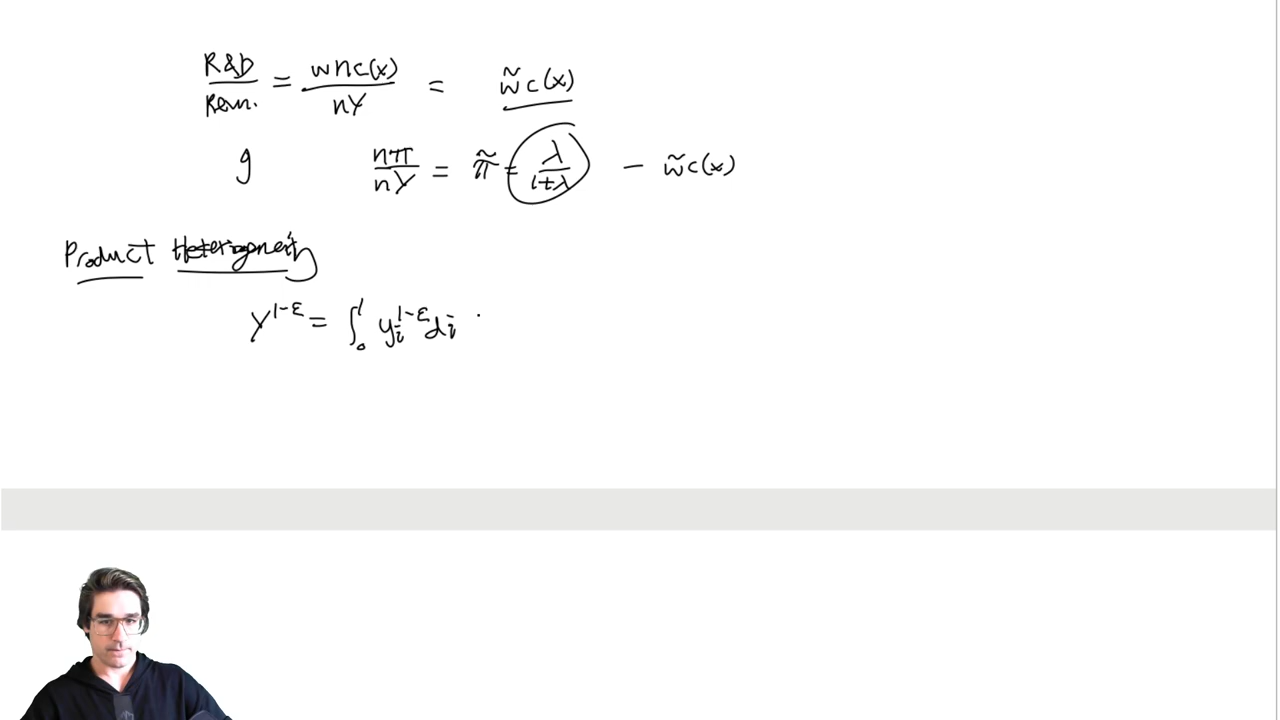 R&D / Rev. = wnc(x) / nY = w̃c(x)
g nπ / nY = π̃ = λ / 1+λ − w̃c(x)
Product Heterogeneity
Y^{1-ε} = ∫₀¹ yᵢ^{1-ε} di